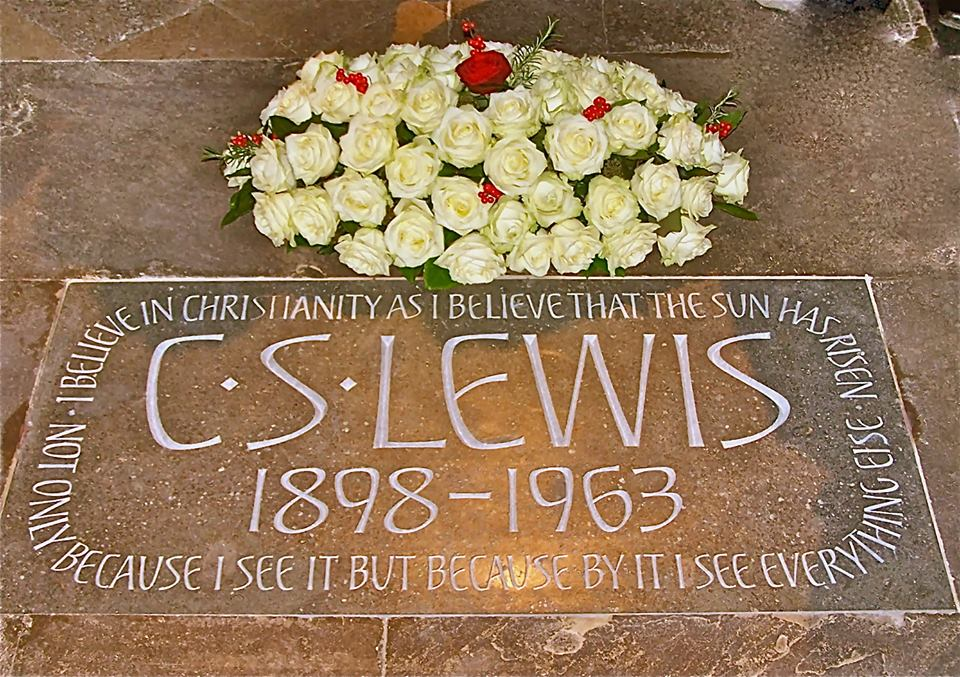 I BELIEVE IN CHRISTIANITY AS I BELIEVE THAT THE SUN HAS RISEN · NOT ONLY BECAUSE I SEE IT BUT BECAUSE BY IT I SEE EVERYTHING ELSE ·
C·S·LEWIS
1898–1963